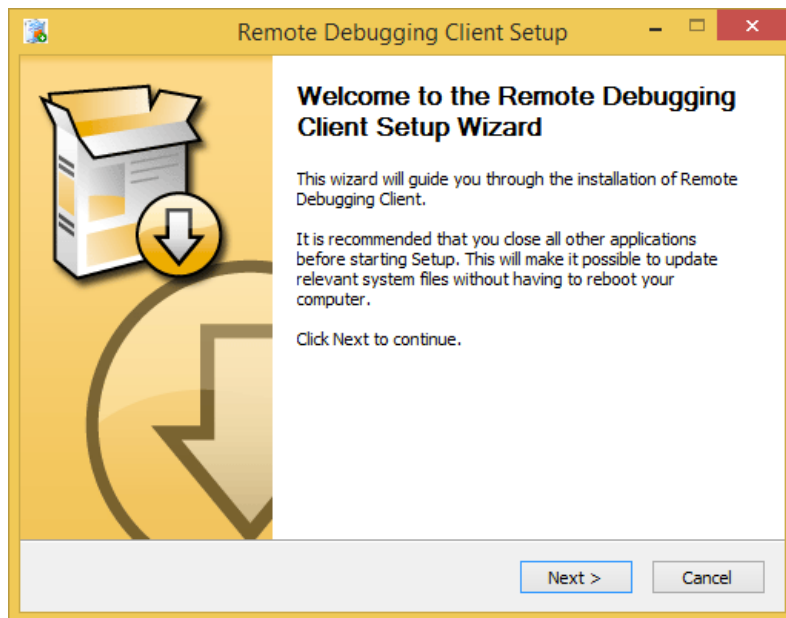 Remote Debugging Client Setup
Welcome to the Remote Debugging
Client Setup Wizard
This wizard will guide you through the installation of Remote
Debugging Client.
It is recommended that you close all other applications
before starting Setup. This will make it possible to update
relevant system files without having to reboot your
computer.
Click Next to continue.
Next >
Cancel